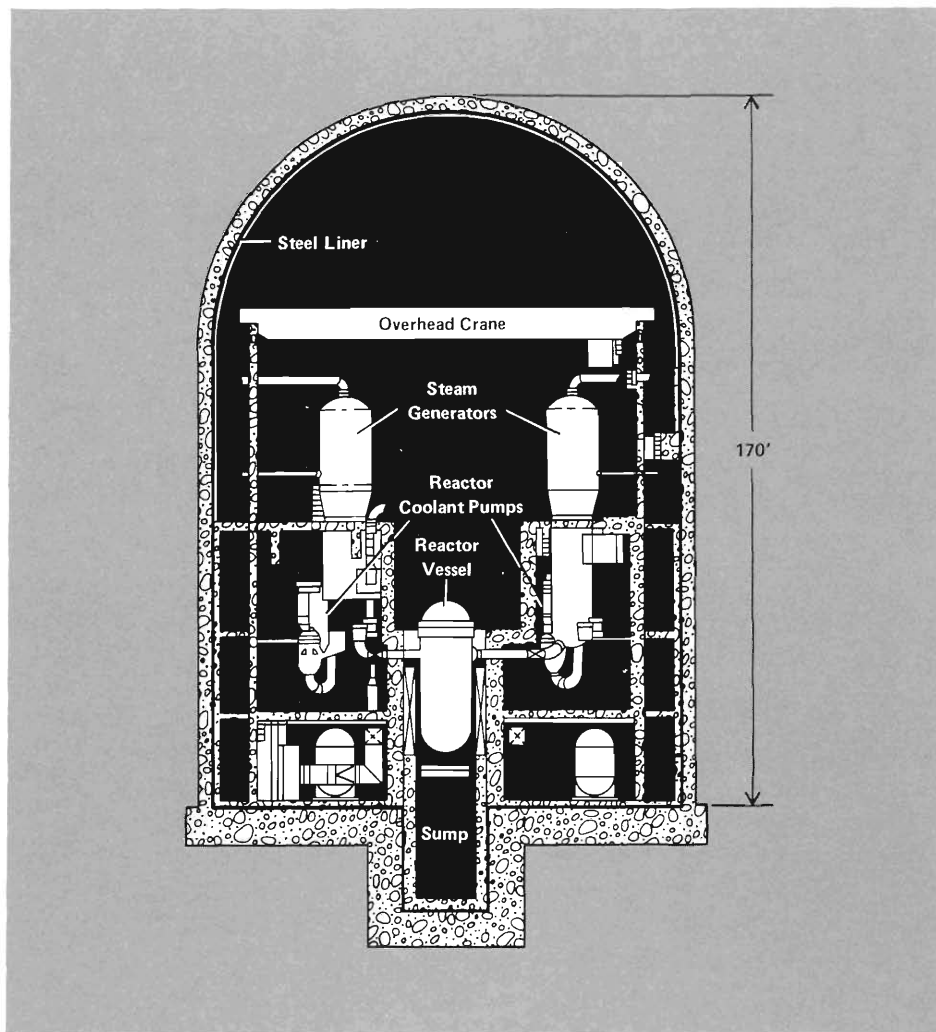 Steel Liner
Overhead Crane
Steam
Generators
170'
Reactor
Coolant Pumps
Reactor
Vessel
Sump